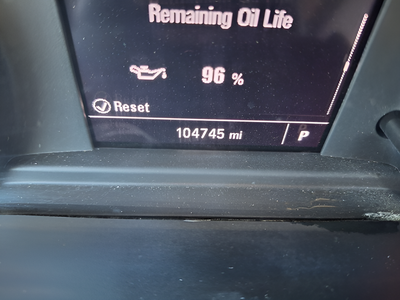 Remaining Oil Life
96 %
Reset
104745 mi P